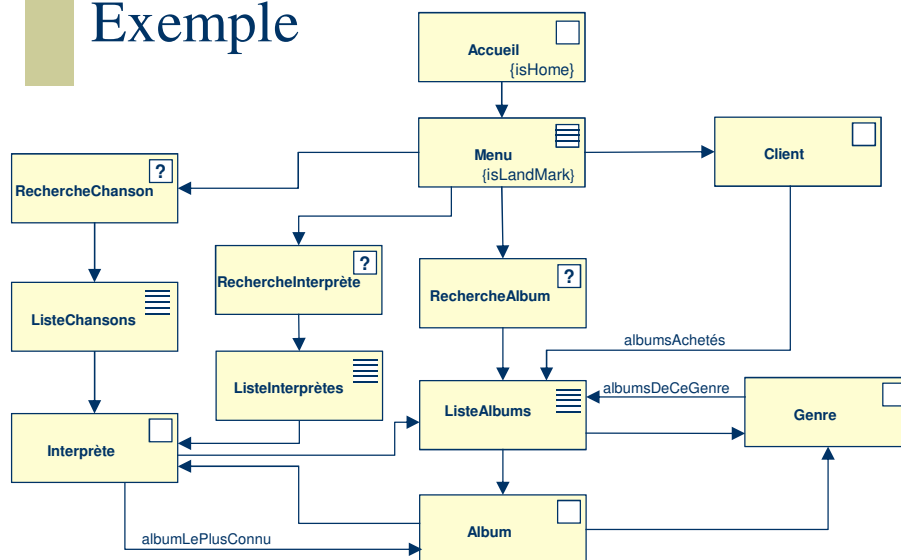 Exemple
Accueil
{isHome}
Menu
{isLandMark}
Client
?
RechercheChanson
?
RechercheInterprète
?
RechercheAlbum
ListeChansons
albumsAchetés
ListeInterprètes
albumsDeCeGenre
ListeAlbums
Genre
Interprète
Album
albumLePlusConnu